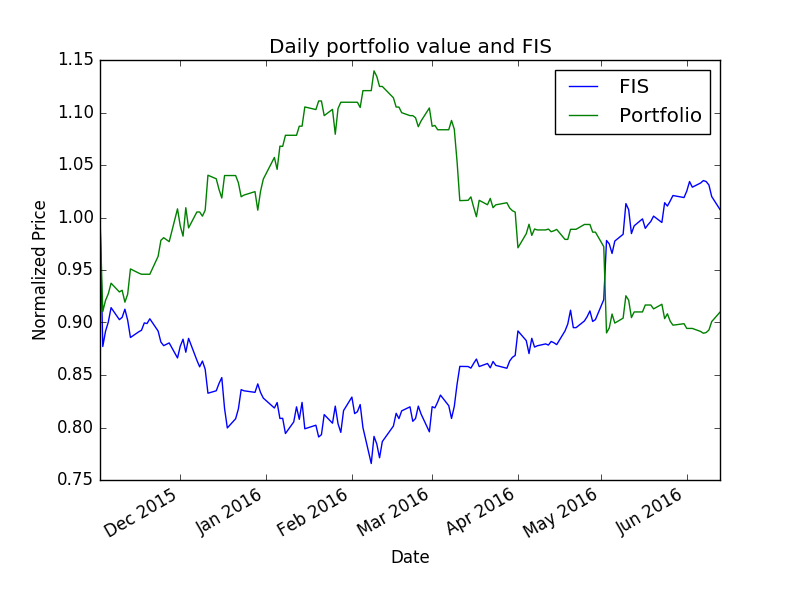 Daily portfolio value and FIS
1.15
1.10
1.05
1.00
0.95
0.90
0.85
0.80
0.75
Normalized Price
FIS
Portfolio
Dec 2015
Jan 2016
Feb 2016
Mar 2016
Apr 2016
May 2016
Jun 2016
Date